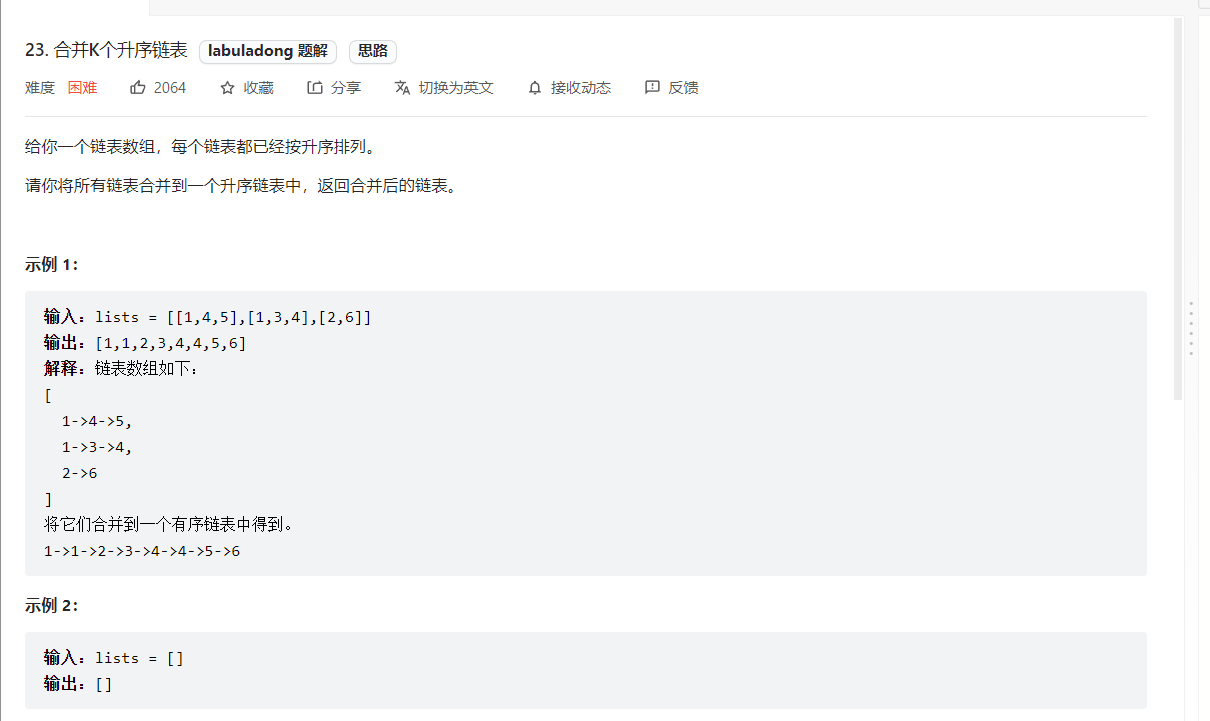 23. 合并K个升序链表 labuladong 题解 思路
难度 困难 2064 收藏 分享 切换为英文 接收动态 反馈
给你一个链表数组，每个链表都已经按升序排列。
请你将所有链表合并到一个升序链表中，返回合并后的链表。
示例 1：
输入：lists = [[1,4,5],[1,3,4],[2,6]]
输出：[1,1,2,3,4,4,5,6]
解释：链表数组如下：
[
  1->4->5,
  1->3->4,
  2->6
]
将它们合并到一个有序链表中得到。
1->1->2->3->4->4->5->6
示例 2：
输入：lists = []
输出：[]